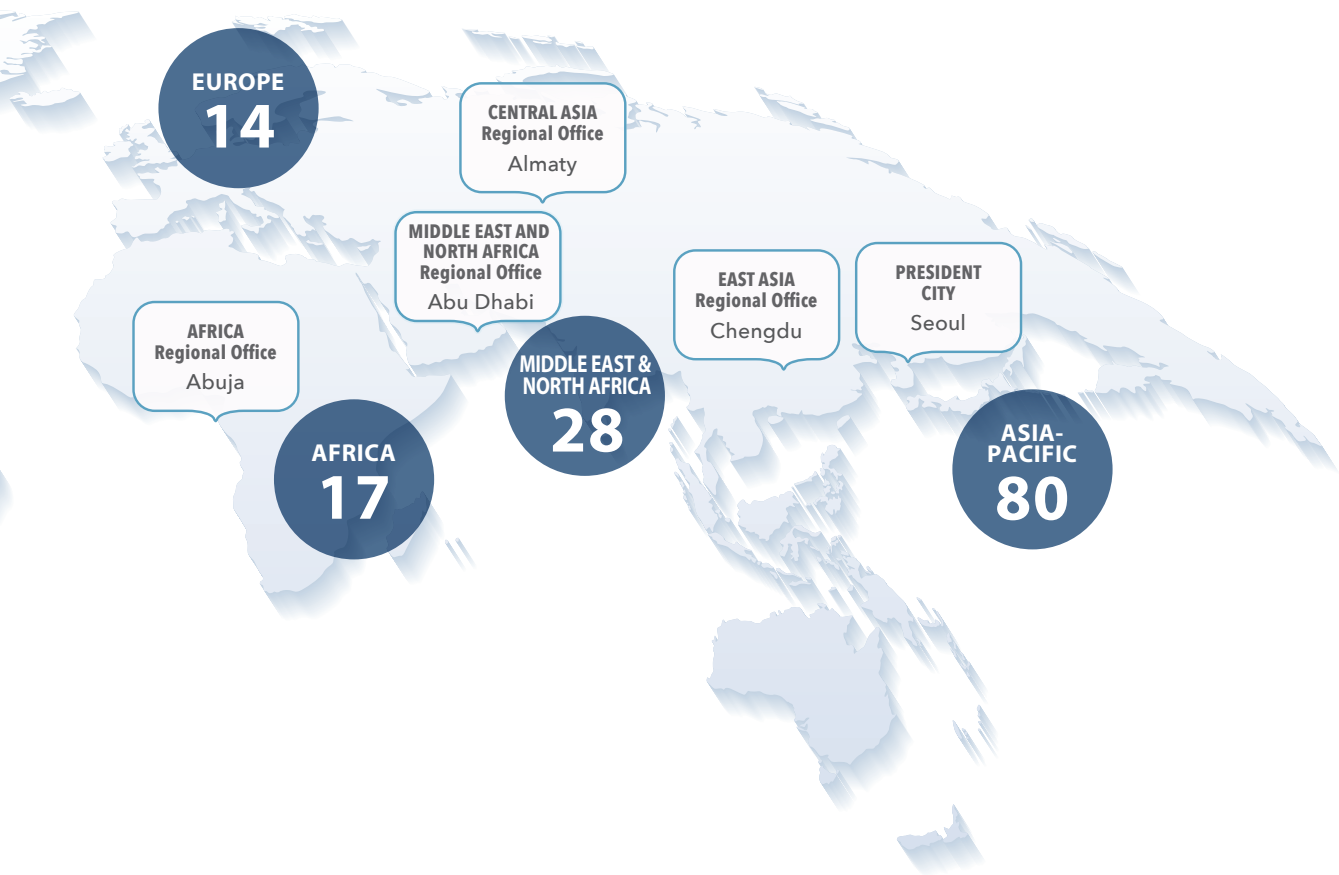 EUROPE
14
CENTRAL ASIA
Regional Office
Almaty
MIDDLE EAST AND
NORTH AFRICA
Regional Office
Abu Dhabi
EAST ASIA
Regional Office
Chengdu
PRESIDENT
CITY
Seoul
AFRICA
Regional Office
Abuja
MIDDLE EAST &
NORTH AFRICA
28
AFRICA
17
ASIA-
PACIFIC
80